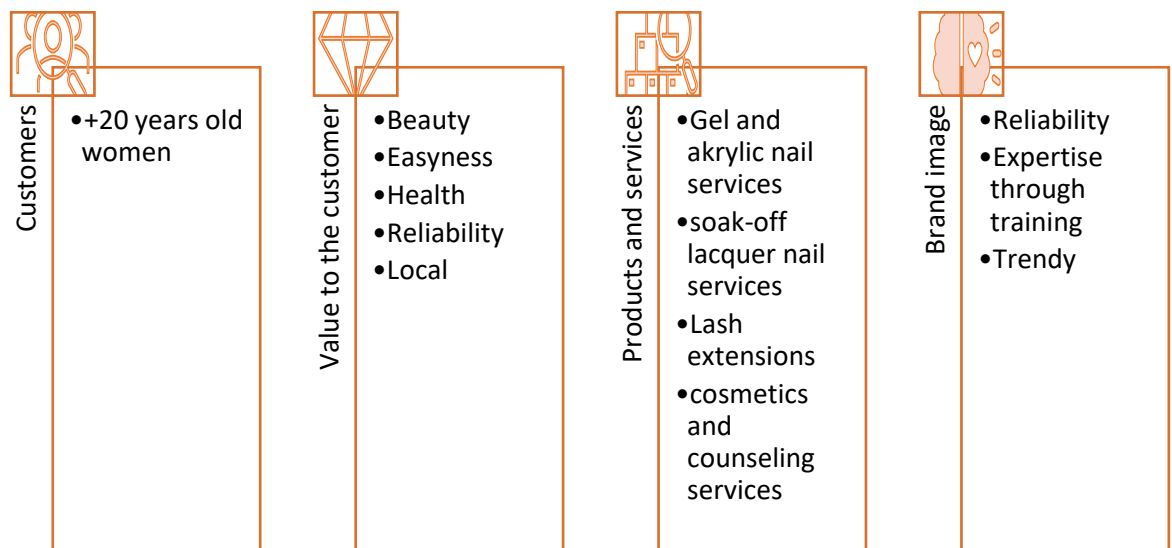 Customers
•+20 years old
women
Value to the customer
•Beauty
•Easyness
•Health
•Reliability
•Local
Products and services
•Gel and
akrylic nail
services
•soak-off
lacquer nail
services
•Lash
extensions
•cosmetics
and
counseling
services
Brand image
•Reliability
•Expertise
through
training
•Trendy